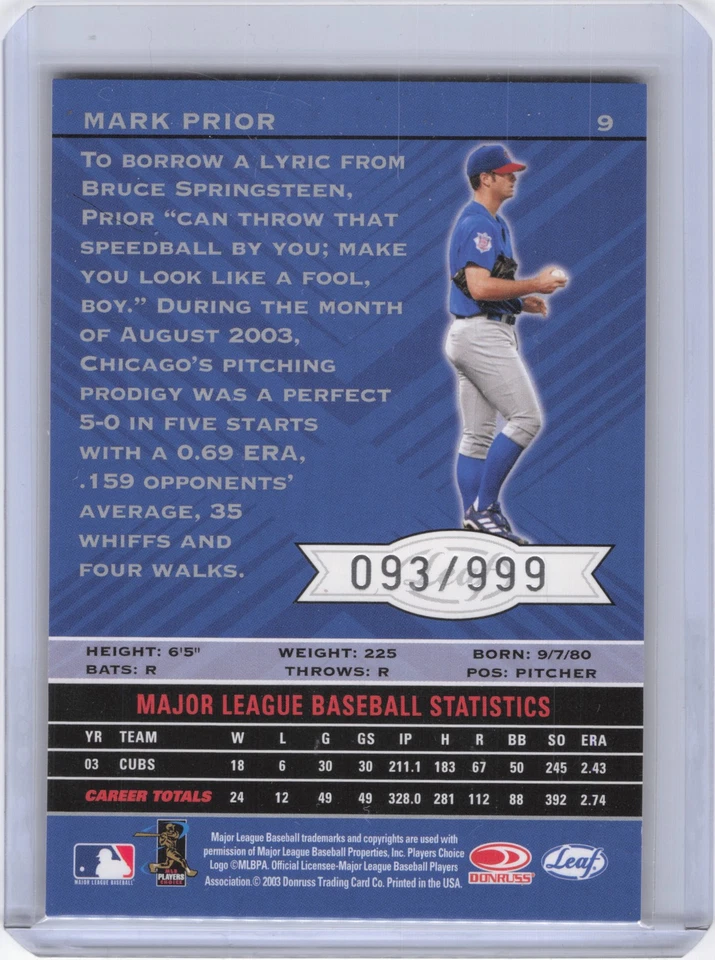 MARK PRIOR 9
TO BORROW A LYRIC FROM
BRUCE SPRINGSTEEN,
PRIOR “CAN THROW THAT
SPEEDBALL BY YOU; MAKE
YOU LOOK LIKE A FOOL,
BOY.” DURING THE MONTH
OF AUGUST 2003,
CHICAGO'S PITCHING
PRODIGY WAS A PERFECT
5-0 IN FIVE STARTS
WITH A 0.69 ERA,
.159 OPPONENTS'
AVERAGE, 35
WHIFFS AND
FOUR WALKS.
Leaf
093/999
HEIGHT: 6'5" WEIGHT: 225 BORN: 9/7/80
BATS: R THROWS: R POS: PITCHER
MAJOR LEAGUE BASEBALL STATISTICS
YR TEAM W L G GS IP H R BB SO ERA
03 CUBS 18 6 30 30 211.1 183 67 50 245 2.43
CAREER TOTALS 24 12 49 49 328.0 281 112 88 392 2.74
MAJOR LEAGUE BASEBALL
PLAYERS
CHOICE
Major League Baseball trademarks and copyrights are used with
permission of Major League Baseball Properties, Inc. Players Choice
Logo ©MLBPA. Official Licensee-Major League Baseball Players
Association. © 2003 Donruss Trading Card Co. Printed in the USA.
DONRUSS
Leaf